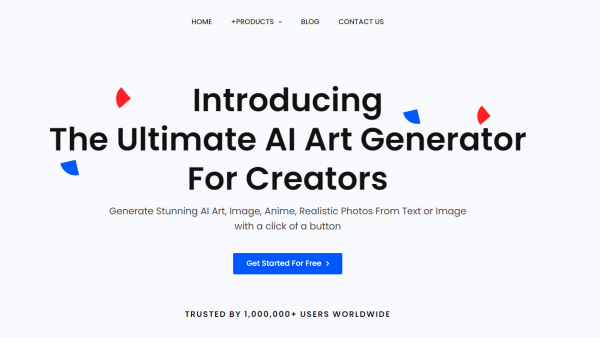 HOME +PRODUCTS BLOG CONTACT US
Introducing
The Ultimate AI Art Generator
For Creators
Generate Stunning AI Art, Image, Anime, Realistic Photos From Text or Image
with a click of a button
Get Started For Free
TRUSTED BY 1,000,000+ USERS WORLDWIDE